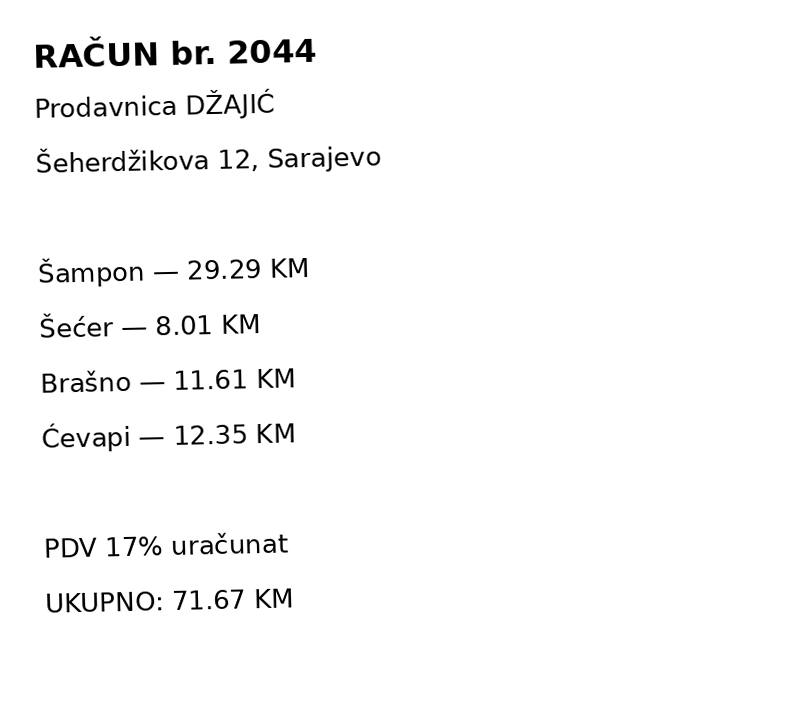 RAČUN br. 2044
Prodavnica DŽAJIĆ
Šeherdžikova 12, Sarajevo
Šampon — 29.29 KM
Šećer — 8.01 KM
Brašno — 11.61 KM
Ćevapi — 12.35 KM
PDV 17% uračunat
UKUPNO: 71.67 KM